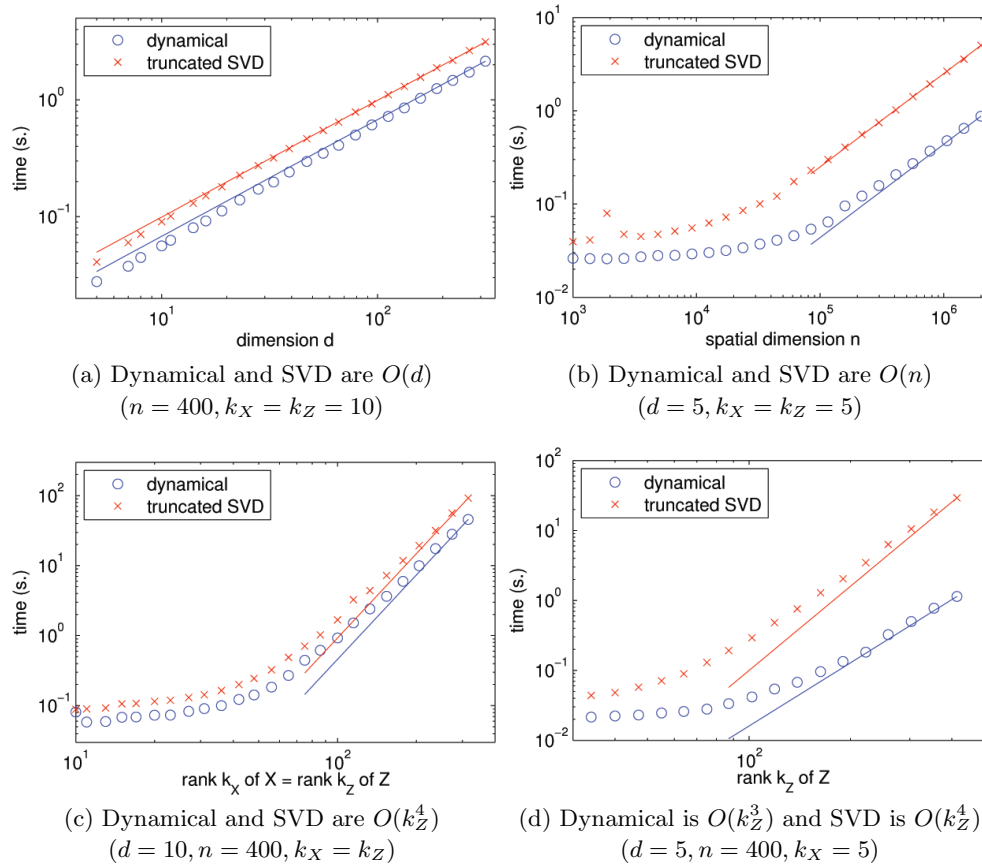 dynamical
truncated SVD
10^0
10^-1
time (s.)
10^1
10^2
dimension d
(a) Dynamical and SVD are O(d)
(n = 400, k_X = k_Z = 10)
10^1
dynamical
truncated SVD
10^0
10^-1
10^-2
time (s.)
10^3
10^4
10^5
10^6
spatial dimension n
(b) Dynamical and SVD are O(n)
(d = 5, k_X = k_Z = 5)
dynamical
truncated SVD
10^2
10^1
10^0
10^-1
time (s.)
10^1
10^2
rank k_X of X = rank k_Z of Z
(c) Dynamical and SVD are O(k_Z^4)
(d = 10, n = 400, k_X = k_Z)
10^2
dynamical
truncated SVD
10^1
10^0
10^-1
10^-2
time (s.)
10^2
rank k_Z of Z
(d) Dynamical is O(k_Z^3) and SVD is O(k_Z^4)
(d = 5, n = 400, k_X = 5)